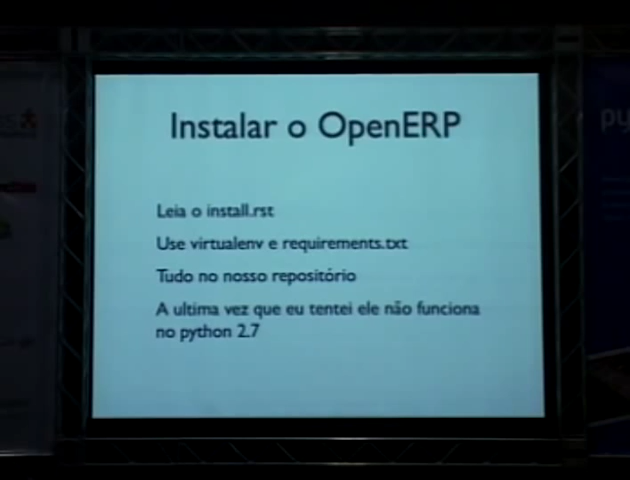 Instalar o OpenERP
Leia o install.rst
Use virtualenv e requirements.txt
Tudo no nosso repositório
A ultima vez que eu tentei ele não funciona
no python 2.7
py